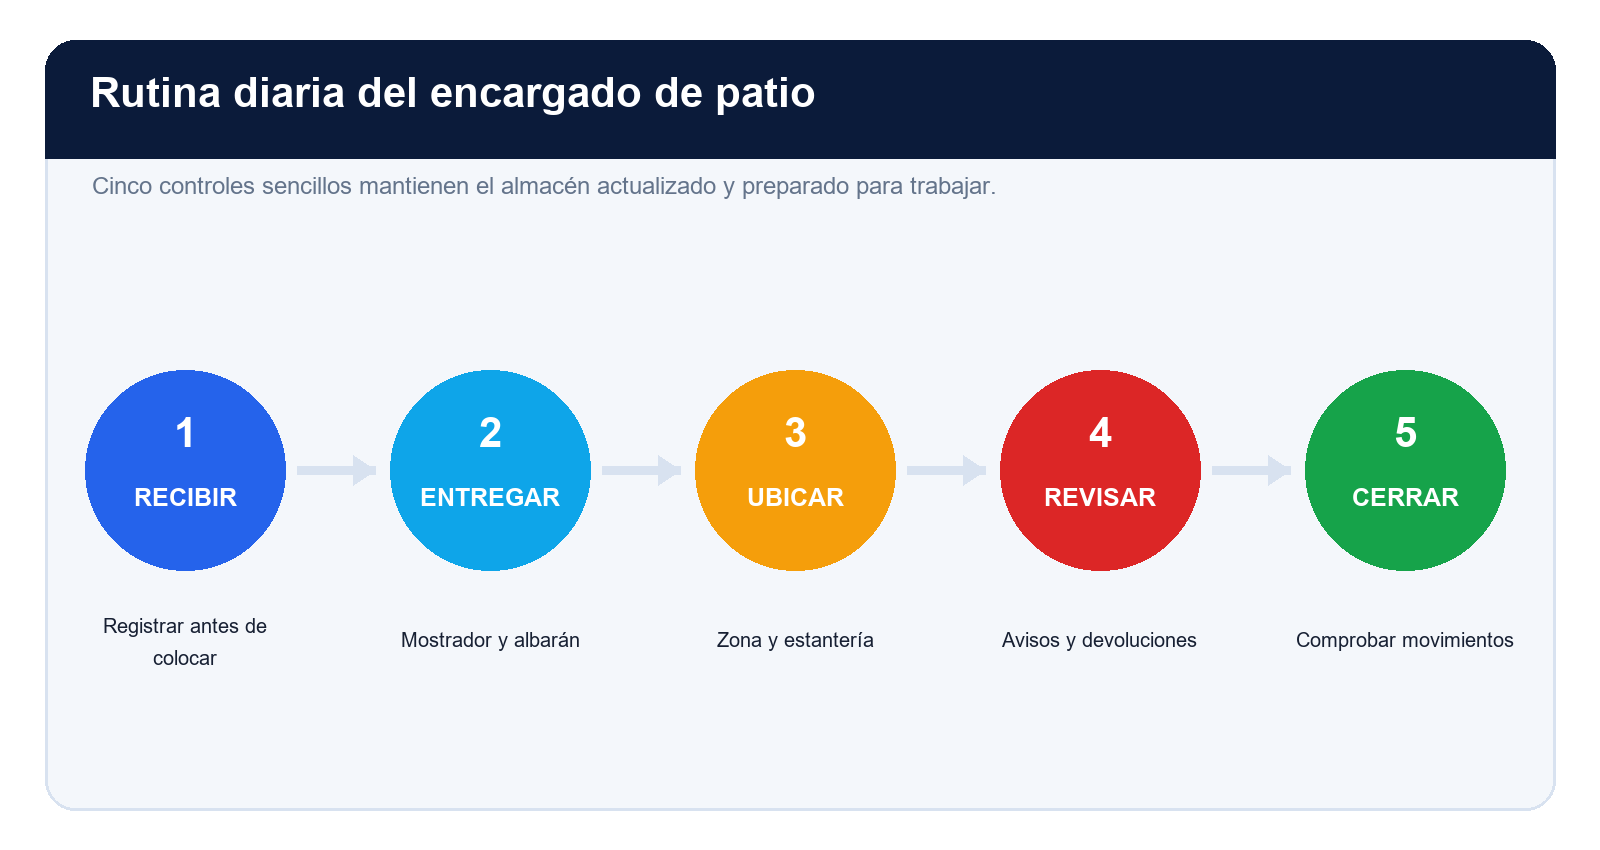 Rutina diaria del encargado de patio
Cinco controles sencillos mantienen el almacén actualizado y preparado para trabajar.
1
RECIBIR
Registrar antes de
colocar
2
ENTREGAR
Mostrador y albarán
3
UBICAR
Zona y estantería
4
REVISAR
Avisos y devoluciones
5
CERRAR
Comprobar movimientos